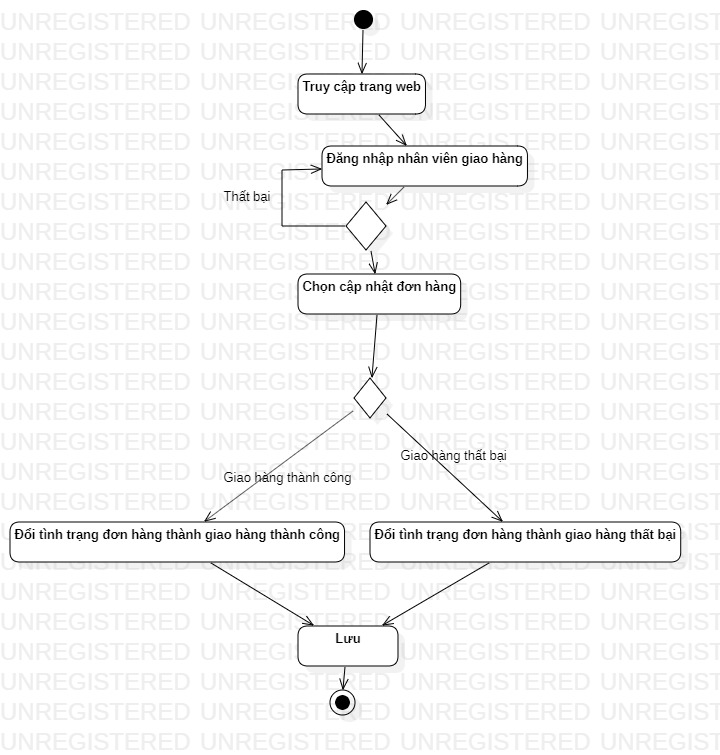 Truy cập trang web
Đăng nhập nhân viên giao hàng
Thất bại
Chọn cập nhật đơn hàng
Giao hàng thất bại
Giao hàng thành công
Đổi tình trạng đơn hàng thành giao hàng thành công
Đổi tình trạng đơn hàng thành giao hàng thất bại
Lưu
UNREGISTERED